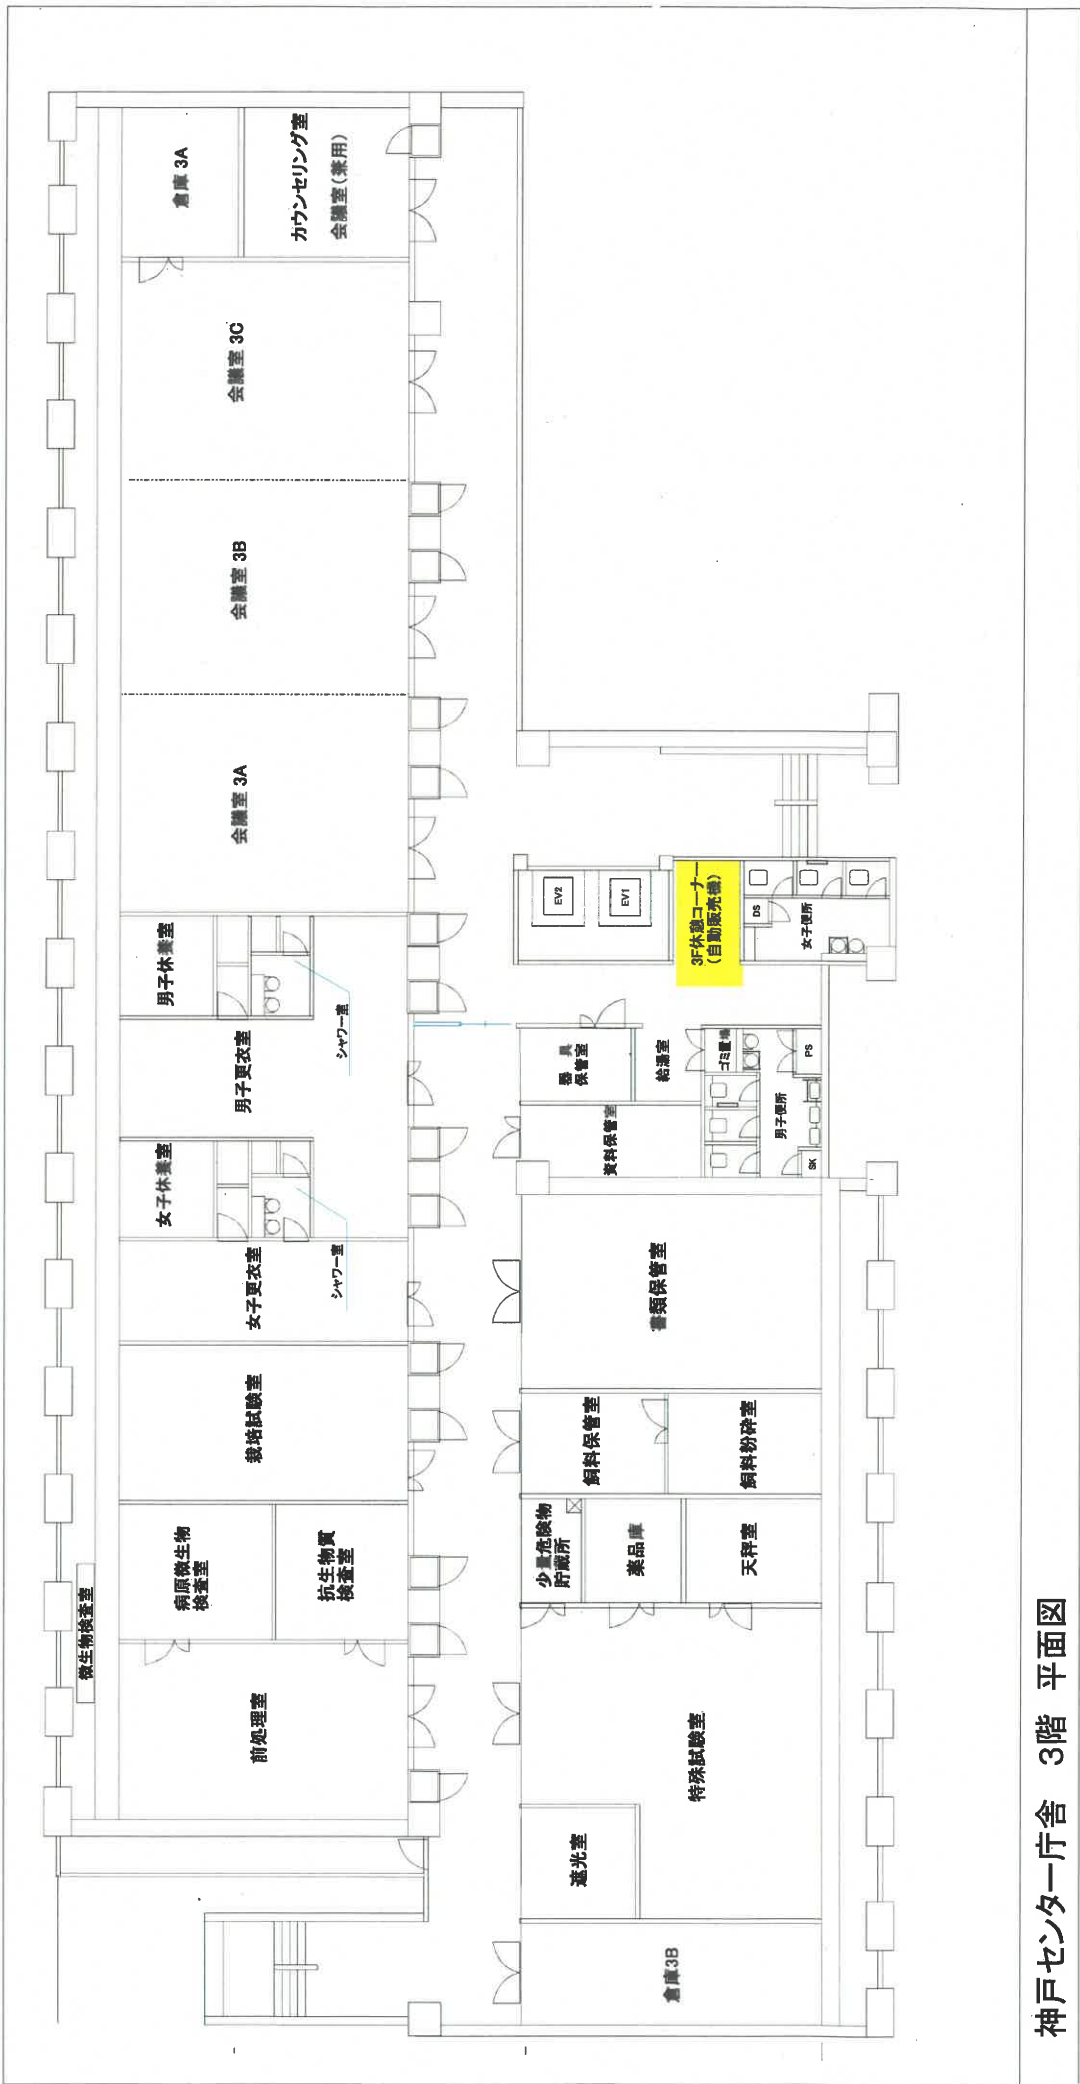 倉庫 3A
カウンセリング室
会議室(兼用)
会議室 3C
会議室 3B
会議室 3A
男子休養室
シャワー室
男子更衣室
女子休養室
シャワー室
女子更衣室
栽培試験室
病原微生物
検査室
抗生物質
検査室
微生物検査室
前処理室
EV2
EV1
3F休憩コーナー
(自動販売機)
DS
女子便所
器 具
保管室
給湯室
ゴミ置場
PS
資料保管室
男子便所
SK
書類保管室
飼料保管室
飼料粉砕室
少量危険物
貯蔵所
薬品庫
天秤室
特殊試験室
遮光室
倉庫3B
神戸センター庁舎 3階 平面図